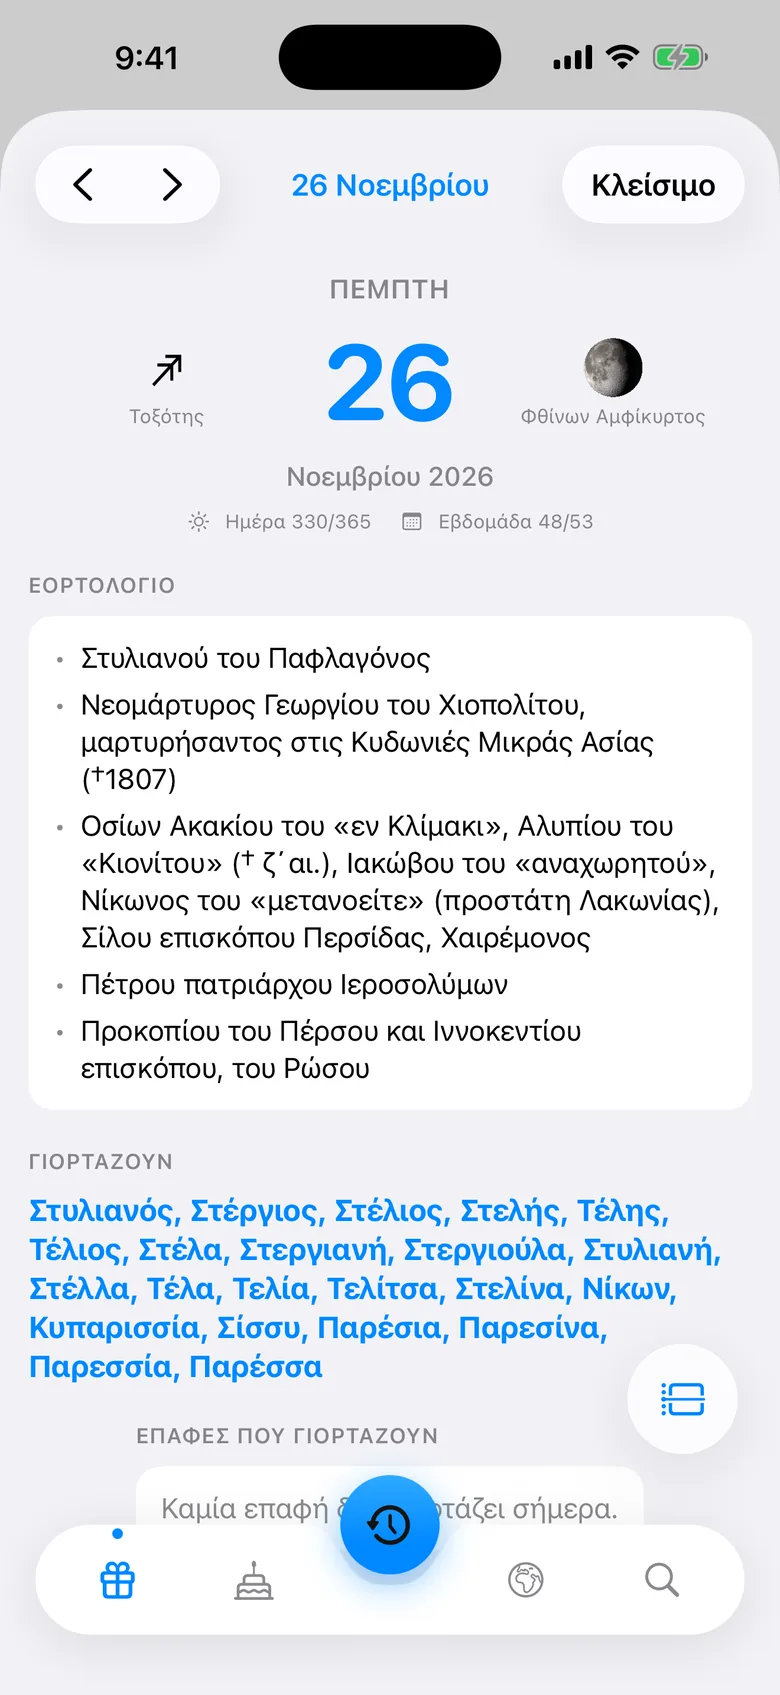 9:41
26 Νοεμβρίου
Κλείσιμο
ΠΕΜΠΤΗ
26
Τοξότης
Φθίνων Αμφίκυρτος
Νοεμβρίου 2026
Ημέρα 330/365
Εβδομάδα 48/53
ΕΟΡΤΟΛΟΓΙΟ
• Στυλιανού του Παφλαγόνος
• Νεομάρτυρος Γεωργίου του Χιοπολίτου,
μαρτυρήσαντος στις Κυδωνιές Μικράς Ασίας
(†1807)
• Οσίων Ακακίου του «εν Κλίμακι», Αλυπίου του
«Κιονίτου» († ζ΄αι.), Ιακώβου του «αναχωρητού»,
Νίκωνος του «μετανοείτε» (προστάτη Λακωνίας),
Σίλου επισκόπου Περσίδας, Χαιρέμονος
• Πέτρου πατριάρχου Ιεροσολύμων
• Προκοπίου του Πέρσου και Ιννοκεντίου
επισκόπου, του Ρώσου
ΓΙΟΡΤΑΖΟΥΝ
Στυλιανός, Στέργιος, Στέλιος, Στελής, Τέλης,
Τέλιος, Στέλα, Στεργιανή, Στεργιούλα, Στυλιανή,
Στέλλα, Τέλα, Τελία, Τελίτσα, Στελίνα, Νίκων,
Κυπαρισσία, Σίσσυ, Παρέσια, Παρεσίνα,
Παρεσσία, Παρέσσα
ΕΠΑΦΕΣ ΠΟΥ ΓΙΟΡΤΑΖΟΥΝ
Καμία επαφή σήμερα.